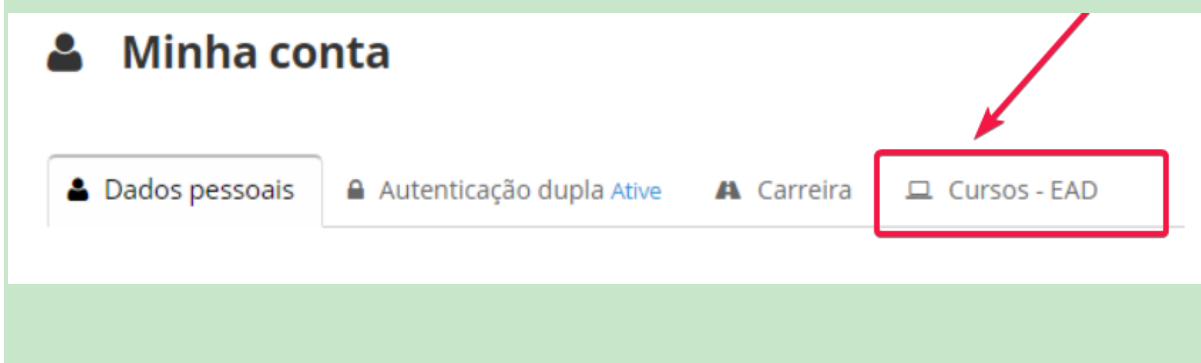 Minha conta
Dados pessoais Autenticação dupla Ative Carreira Cursos - EAD